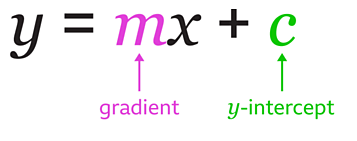 y = mx + c
gradient
y-intercept